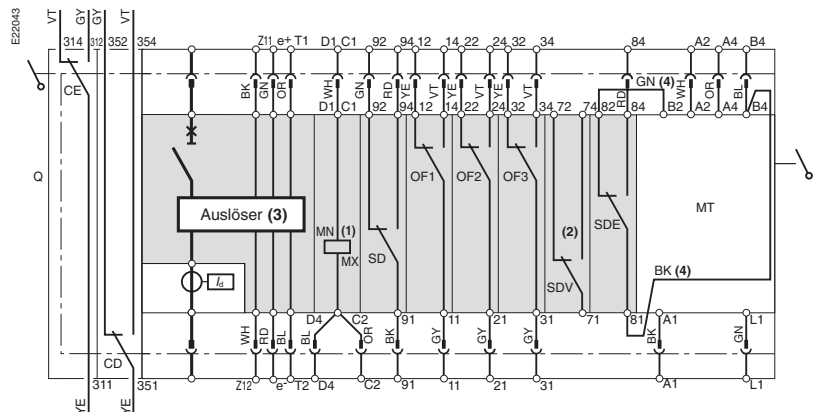 E22043
VT GY GY VT
314 312 352 354 Z11 e+ T1 D1 C1 92 94 12 14 22 24 32 34 84 A2 A4 B4
CE BK GN OR WH GN RD YE VT YE VT YE VT RD GN (4) WH OR BL
D1 C1 92 94 12 14 22 24 32 34 72 74 82 84 B2 A2 A4 B4
Q OF1 OF2 OF3 SDE MT
Auslöser (3)
MN (1) (2)
MX SD
Id SDV BK (4)
D4 C2 91 11 21 31 71 81 A1 L1
WH RD BL BL OR BK GY GY GY BK GN
CD
311 351 Z12 e- T2 D4 C2 91 11 21 31 A1 L1
YE YE